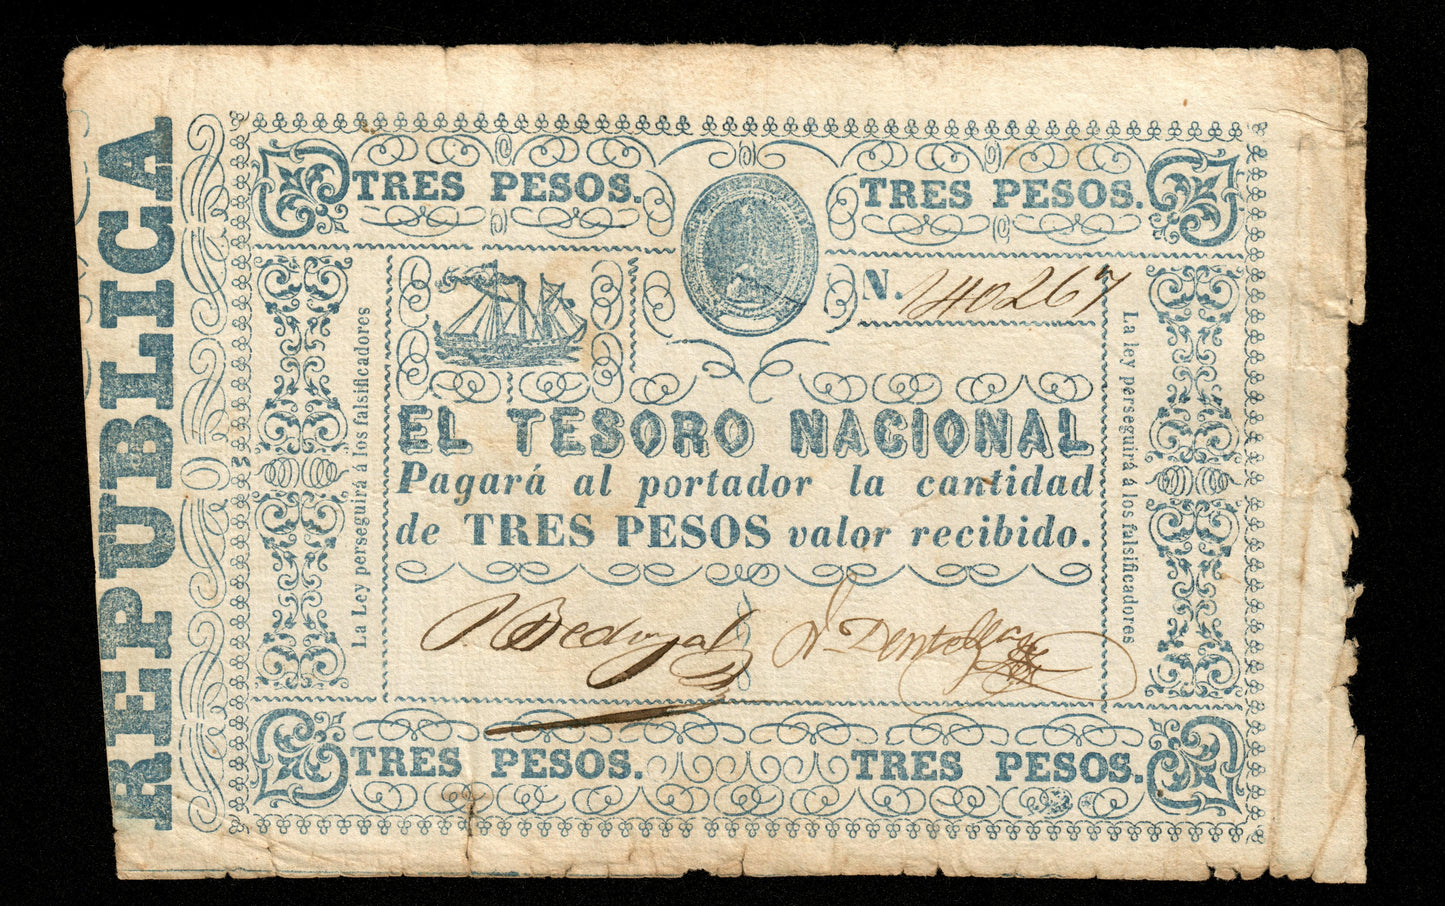 REPUBLICA
TRES PESOS.
TRES PESOS.
N. 140267
La Ley perseguirá á los falsificadores
EL TESORO NACIONAL
Pagará al portador la cantidad
de TRES PESOS valor recibido.
La ley perseguirá á los falsificadores
TRES PESOS.
TRES PESOS.